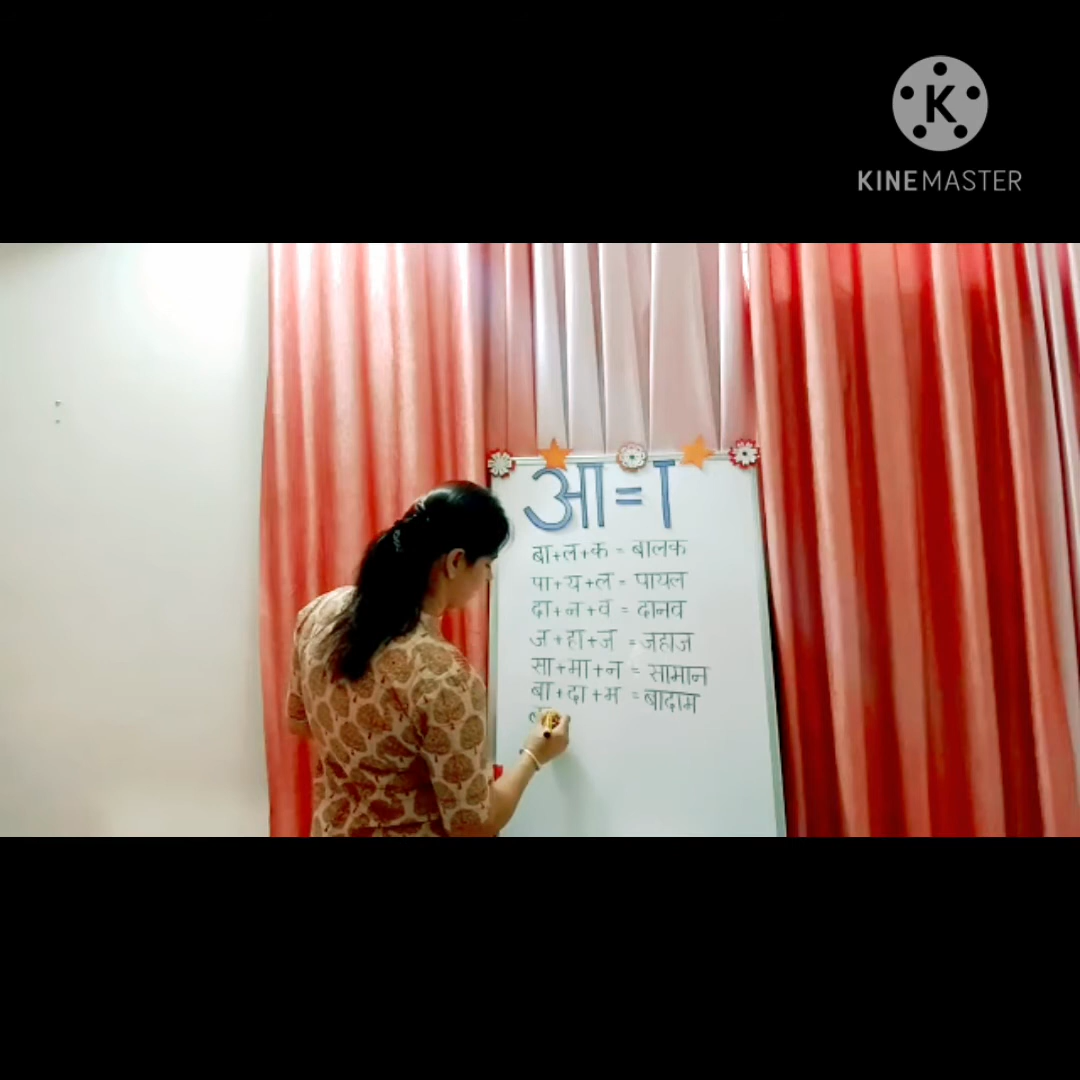 K
KINEMASTER
आ=ा
बा+ल+क = बालक
पा+य+ल = पायल
दा+न+व = दानव
ज+हा+ज = जहाज
सा+मा+न = सामान
बा+दा+म = बादाम